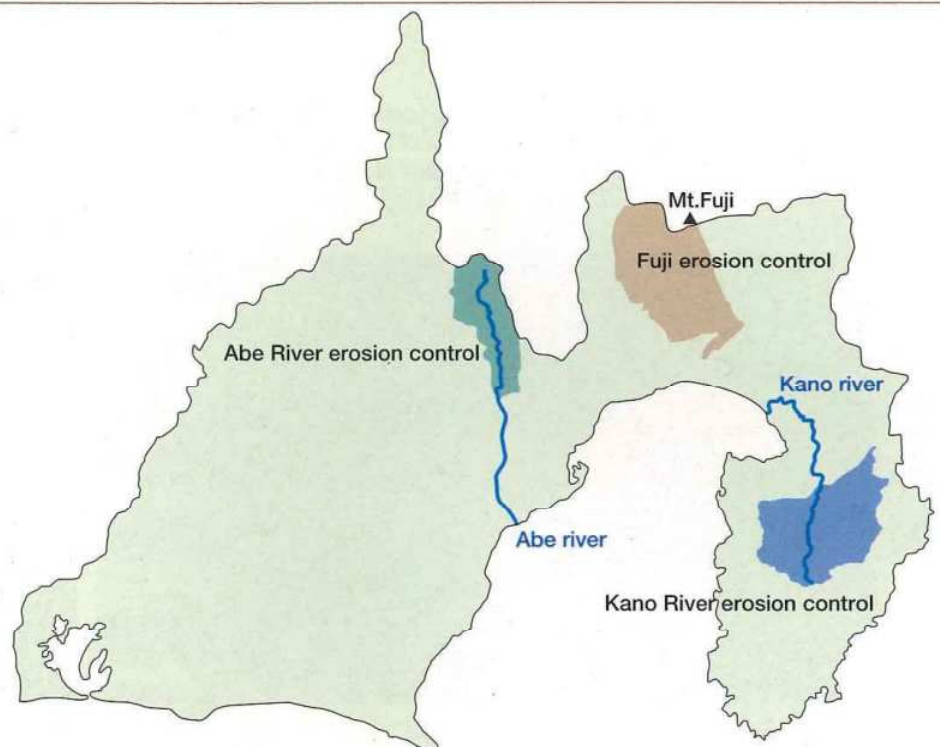 Mt.Fuji
Fuji erosion control
Abe River erosion control
Kano river
Abe river
Kano River erosion control